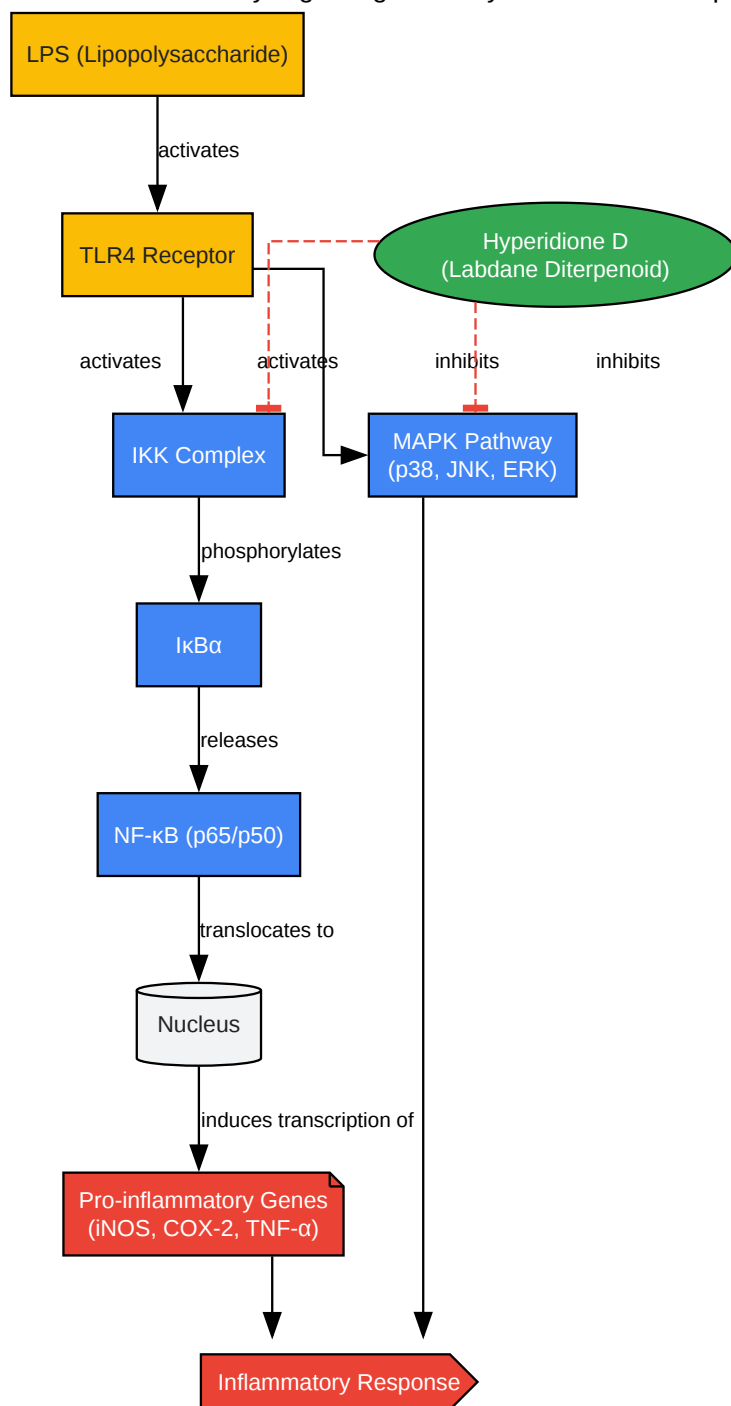 LPS (Lipopolysaccharide)
activates
TLR4 Receptor
Hyperidione D
(Labdane Diterpenoid)
activates
activates
inhibits
inhibits
IKK Complex
MAPK Pathway
(p38, JNK, ERK)
phosphorylates
IκBα
releases
NF-κB (p65/p50)
translocates to
Nucleus
induces transcription of
Pro-inflammatory Genes
(iNOS, COX-2, TNF-α)
Inflammatory Response